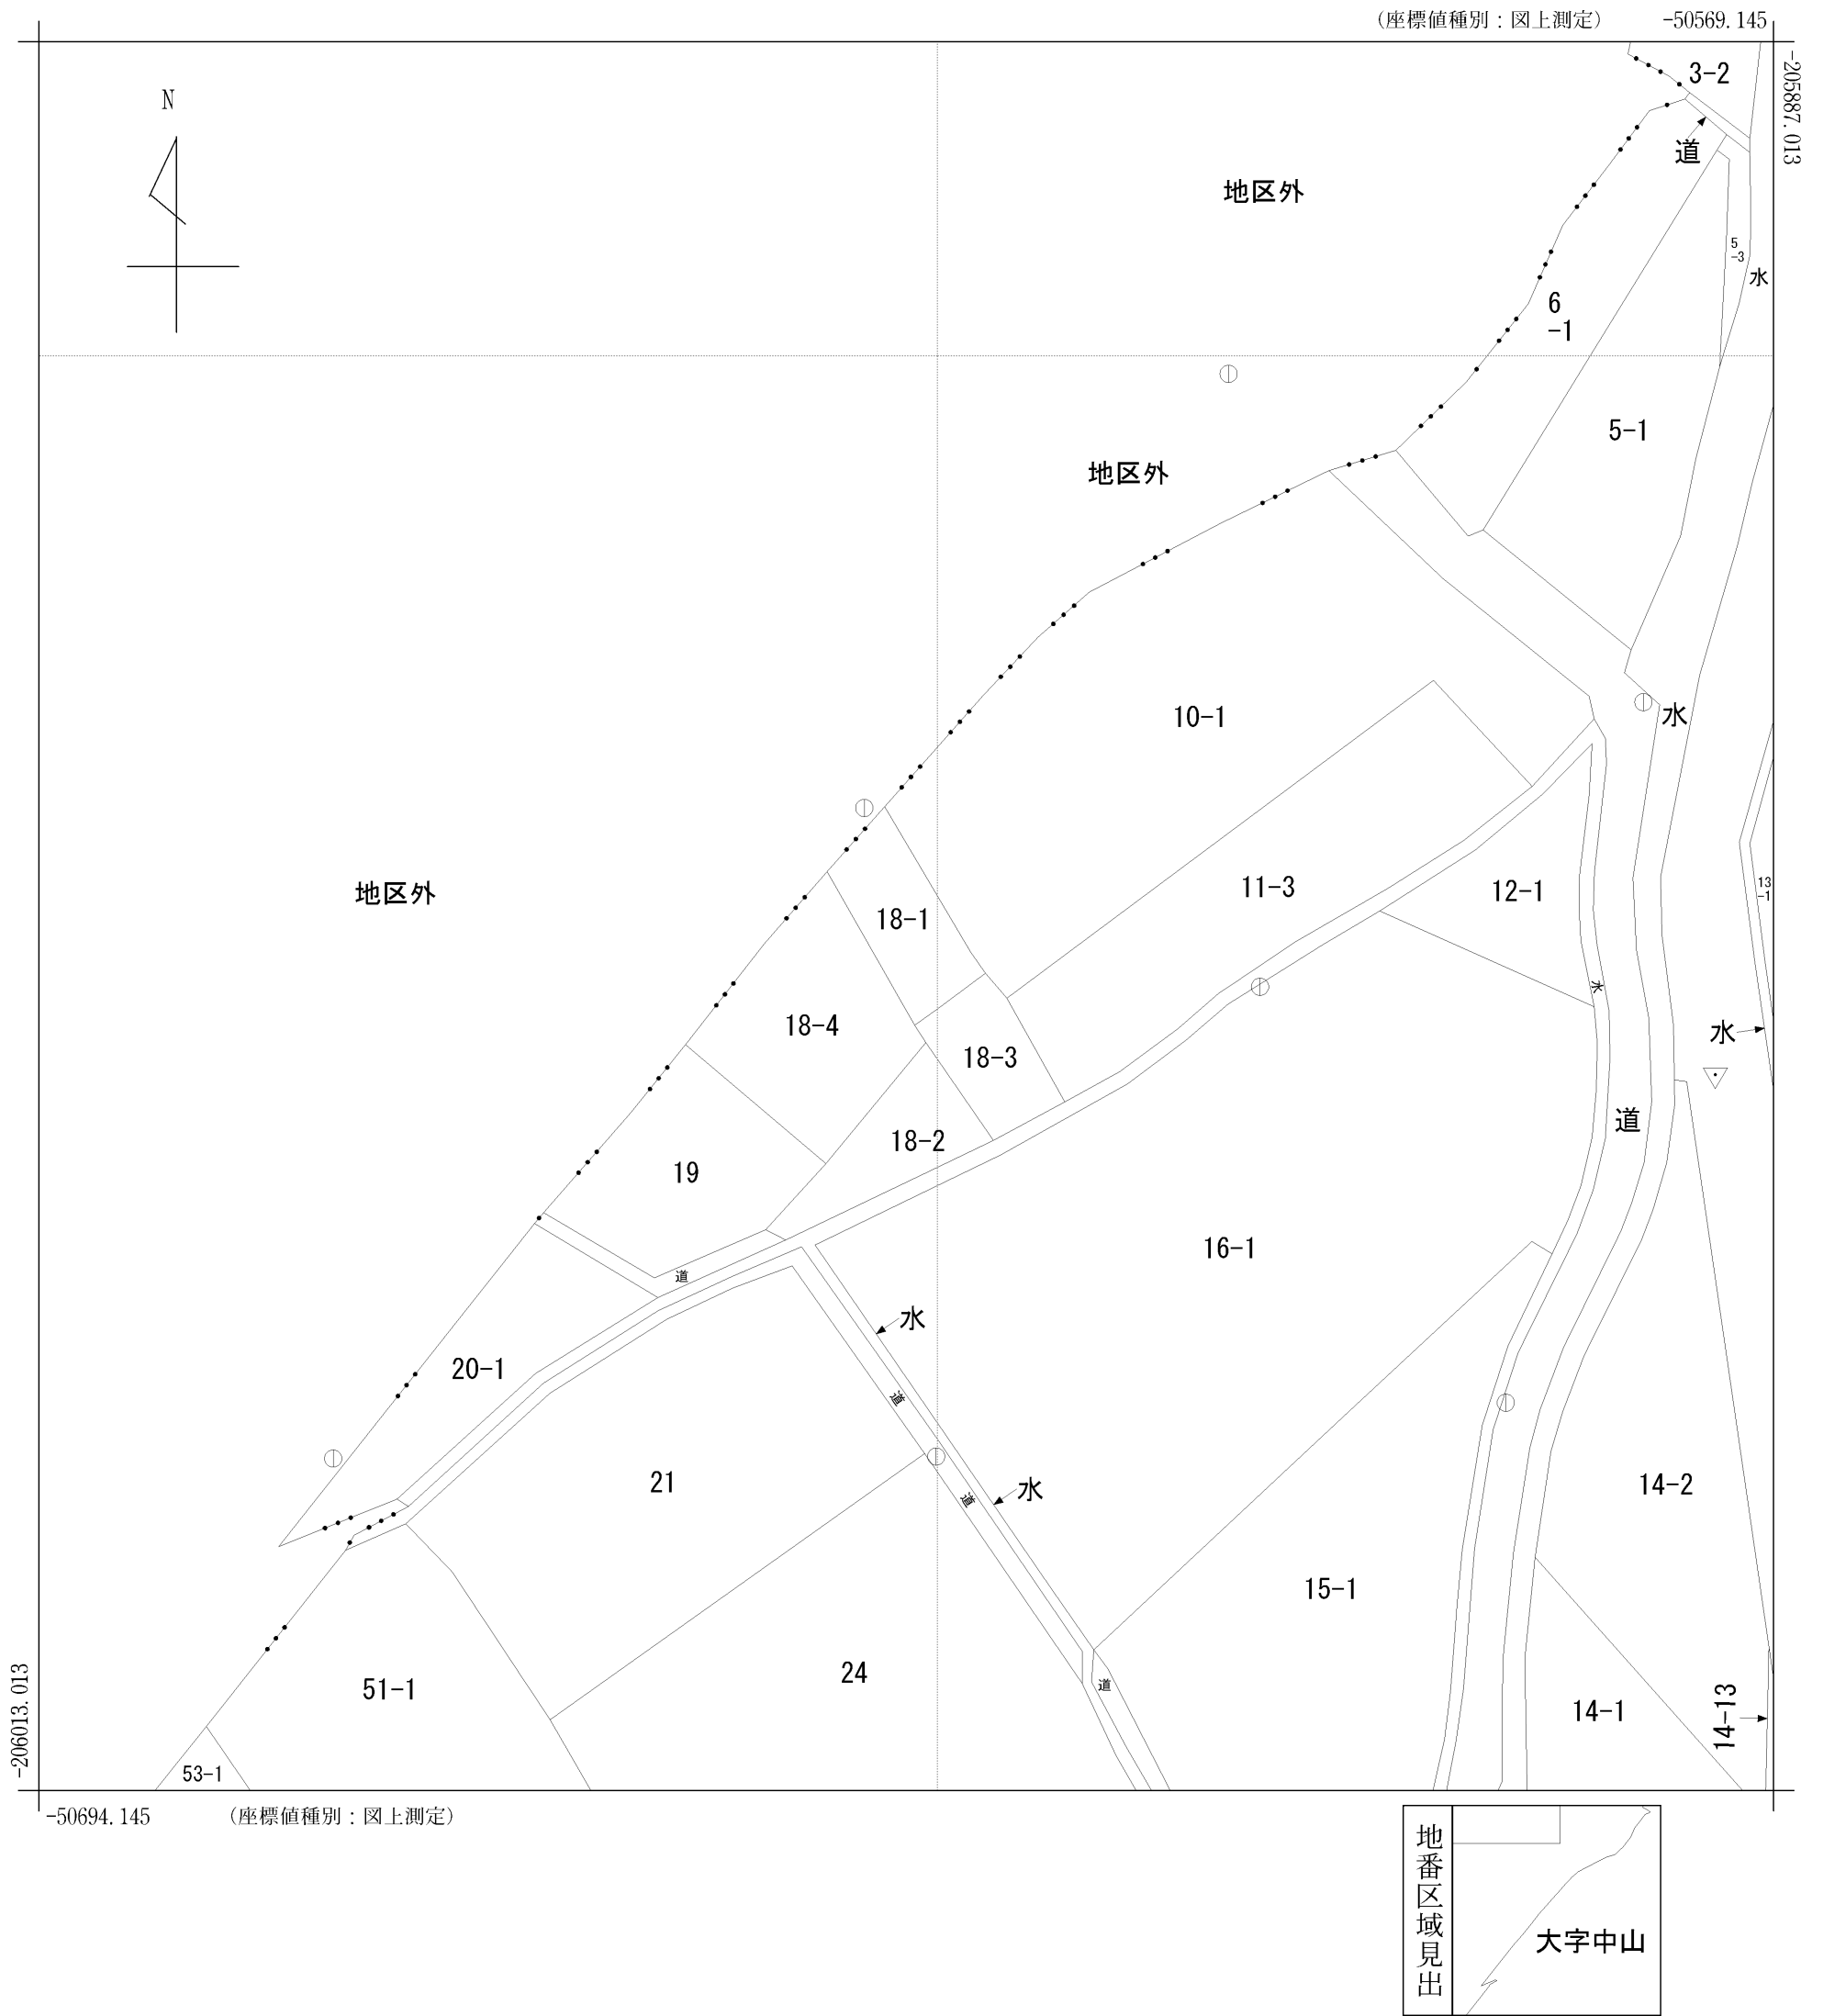 （座標値種別：図上測定）
-50569.145
-205887.013
N
3-2
道
地区外
5
-3
水
6
-1
5-1
地区外
10-1
水
地区外
11-3
12-1
13
-1
18-1
水
18-4
水
18-3
道
18-2
19
16-1
道
水
20-1
道
21
水
14-2
道
15-1
24
道
51-1
14-1
14-13
53-1
-206013.013
-50694.145
（座標値種別：図上測定）
地番区域見出
大字中山